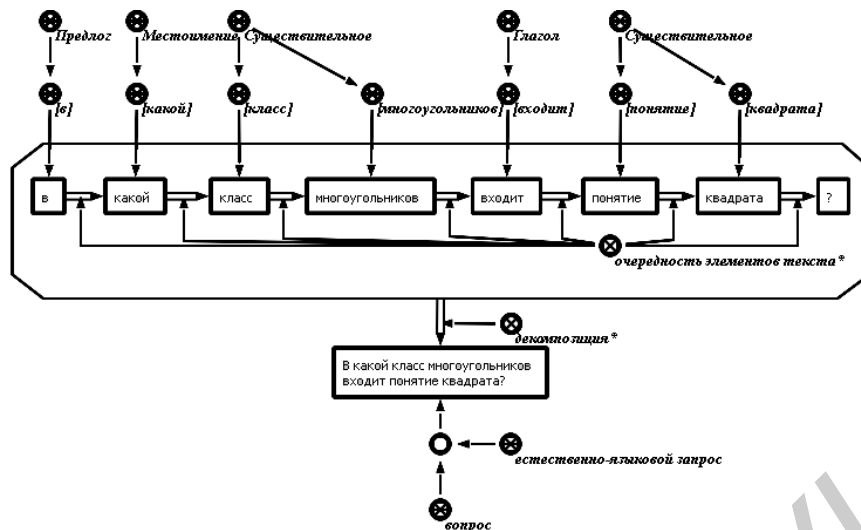 Предлог Местоимение Существительное Глагол Существительное
[в] [какой] [класс] [многоугольников] [входит] [понятие] [квадрата]
в какой класс многоугольников входит понятие квадрата ?
очередность элементов текста*
декомпозиция*
В какой класс многоугольников
входит понятие квадрата?
естественно-языковой запрос
вопрос